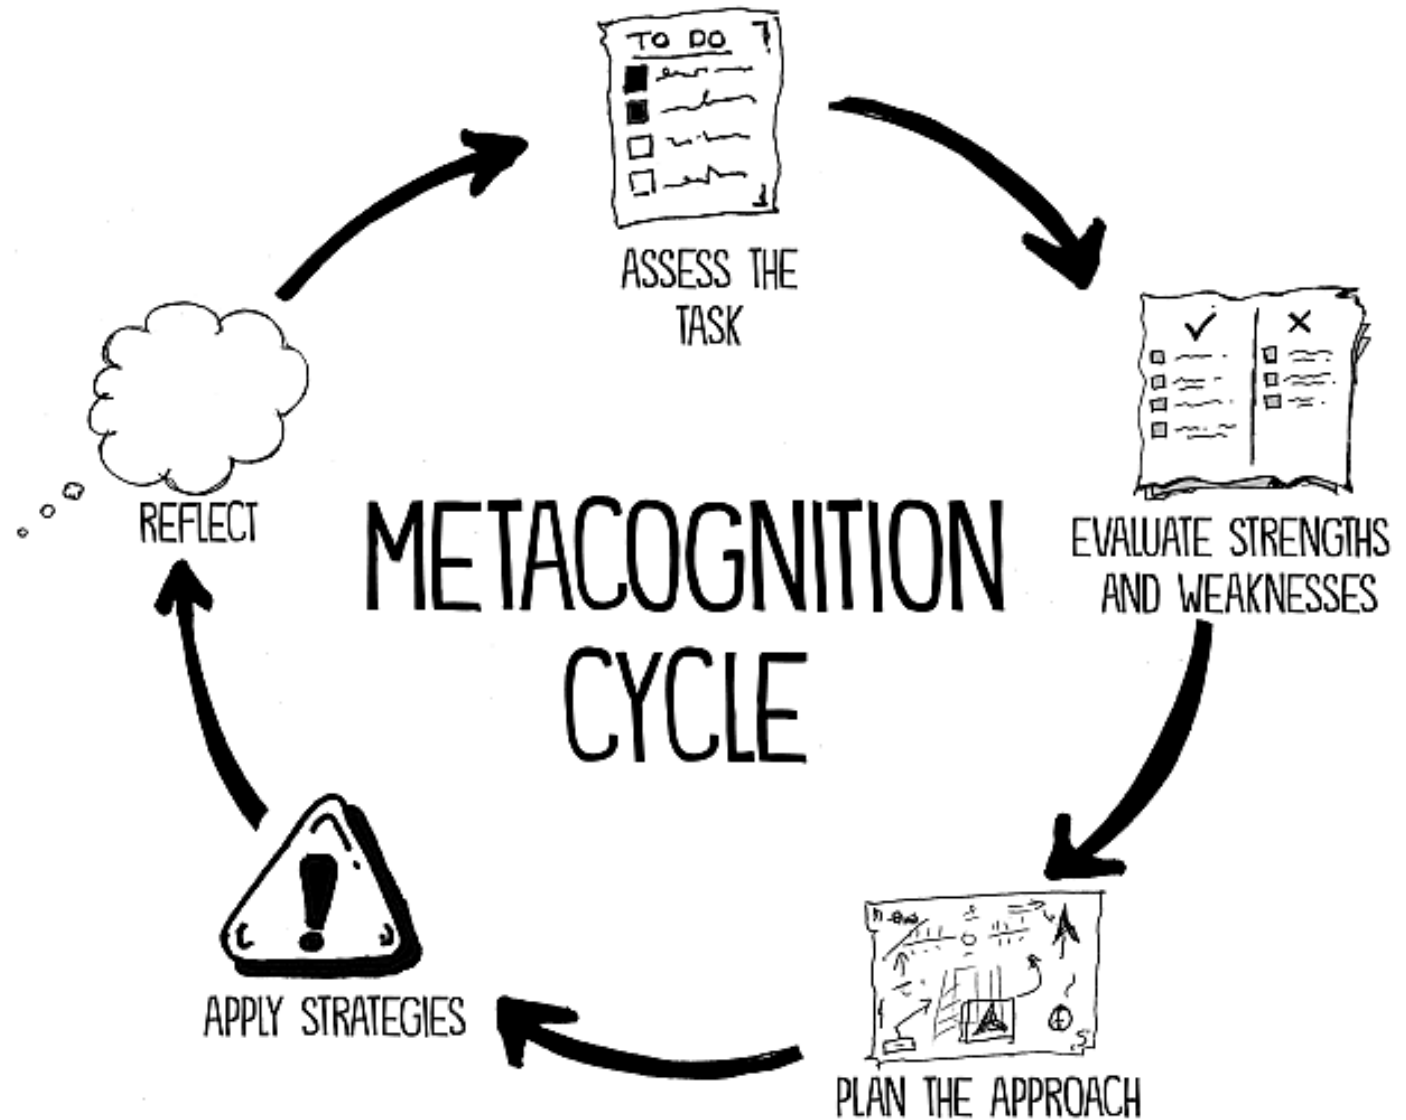 TO DO
ASSESS THE
TASK
EVALUATE STRENGTHS
AND WEAKNESSES
PLAN THE APPROACH
APPLY STRATEGIES
REFLECT
METACOGNITION
CYCLE